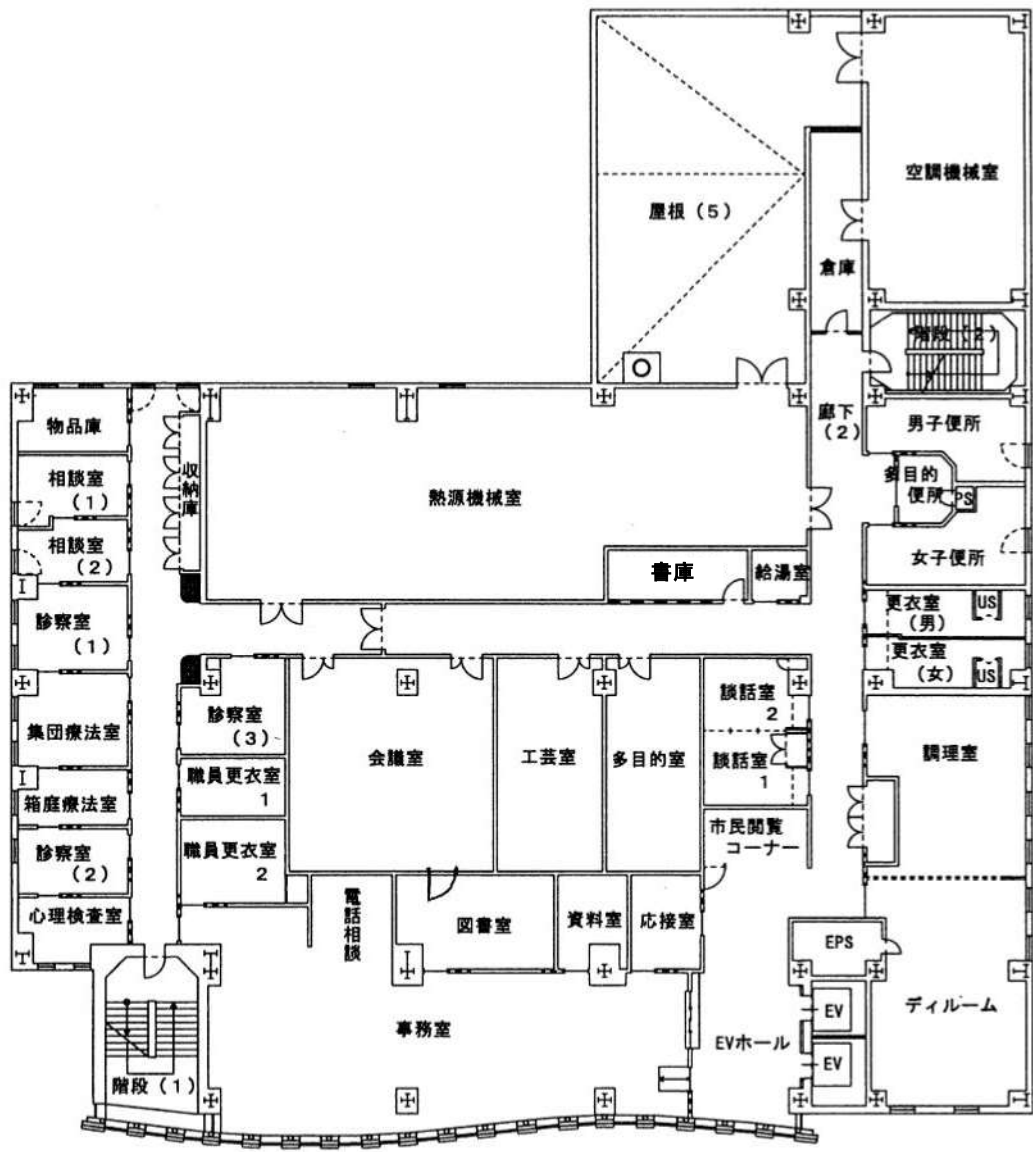 空調機械室
屋根(5)
倉庫
階段(2)
物品庫
廊下
(2)
男子便所
相談室
(1)
収納庫
熱源機械室
多目的
便所
PS
相談室
(2)
女子便所
書庫
給湯室
診察室
(1)
更衣室
(男)
US
更衣室
(女)
US
集団療法室
診察室
(3)
会議室
工芸室
多目的室
談話室
2
談話室
1
調理室
箱庭療法室
職員更衣室
1
診察室
(2)
職員更衣室
2
市民閲覧
コーナー
心理検査室
電話相談
図書室
資料室
応接室
EPS
事務室
EVホール
EV
ディルーム
EV
階段(1)